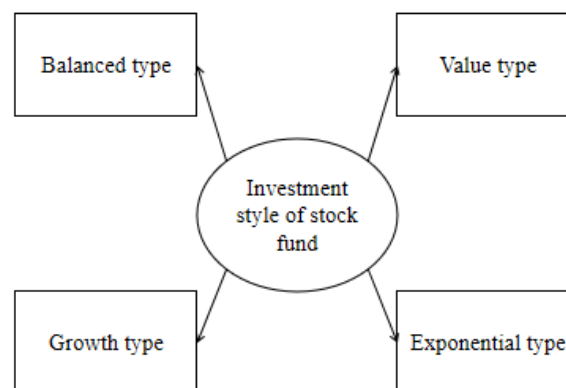 Balanced type
Value type
Investment
style of stock
fund
Growth type
Exponential type